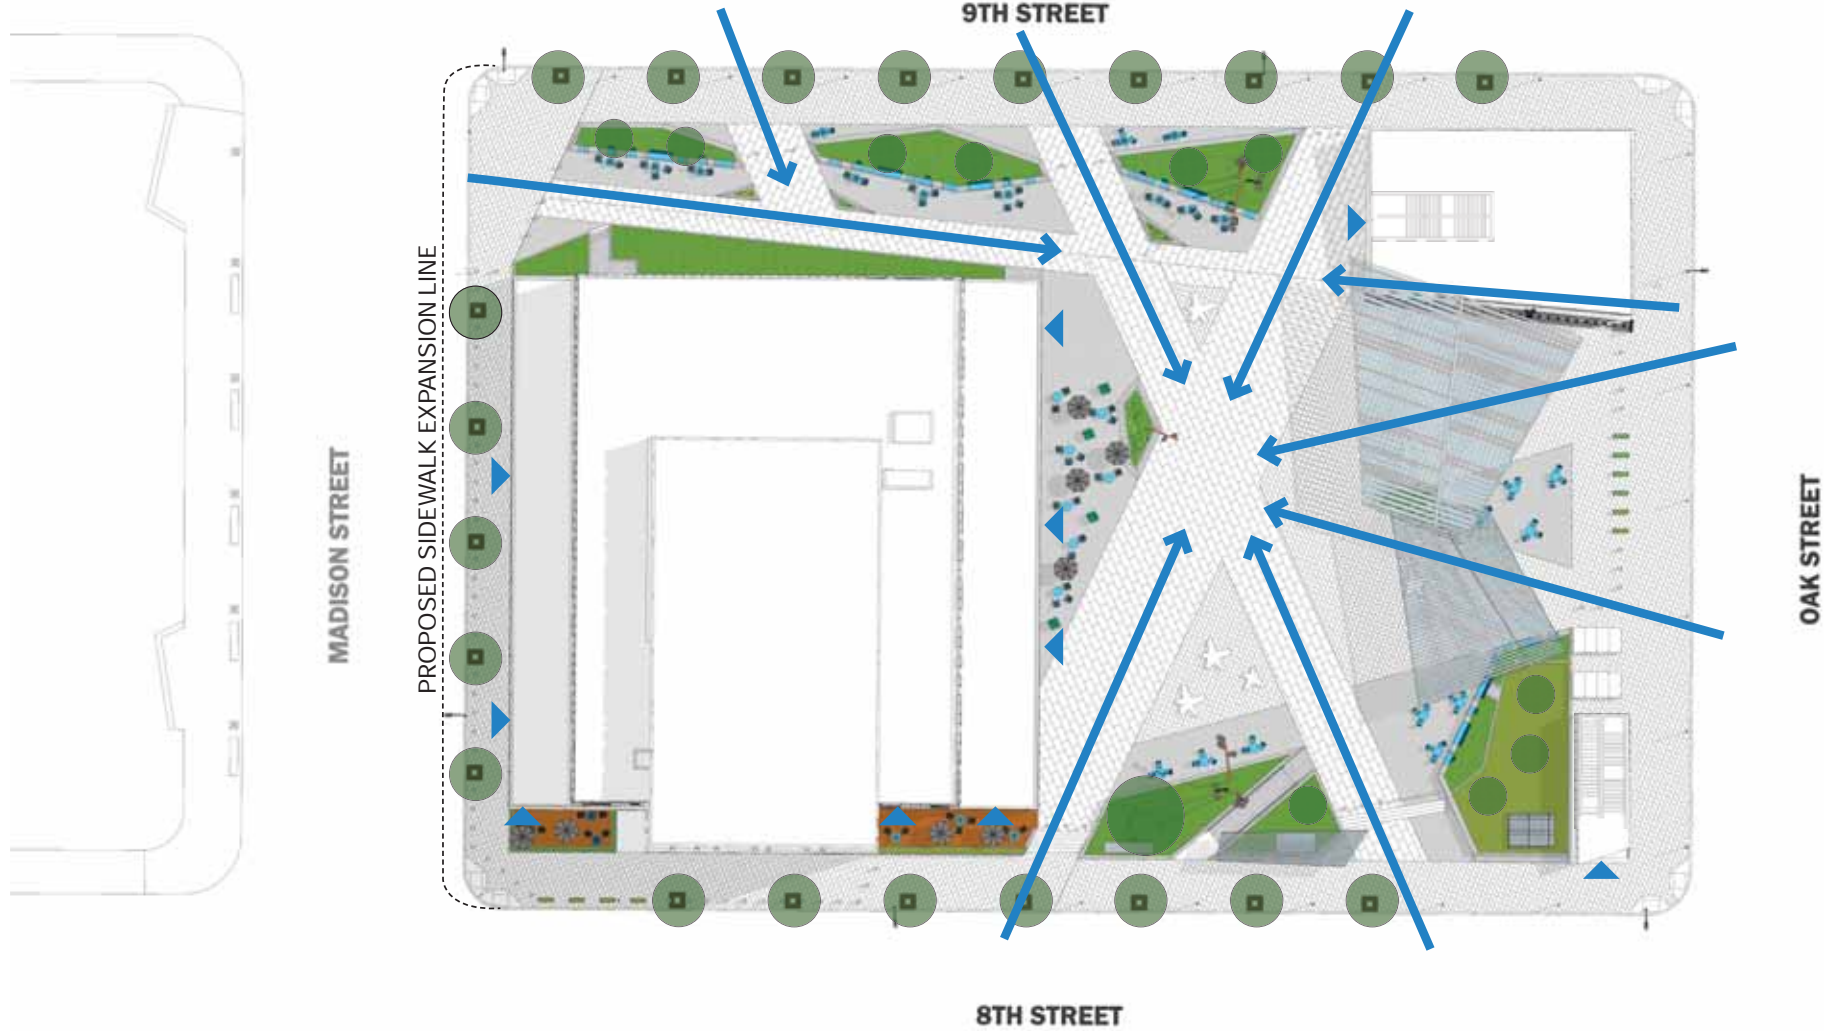 9TH STREET
PROPOSED SIDEWALK EXPANSION LINE
MADISON STREET
OAK STREET
8TH STREET